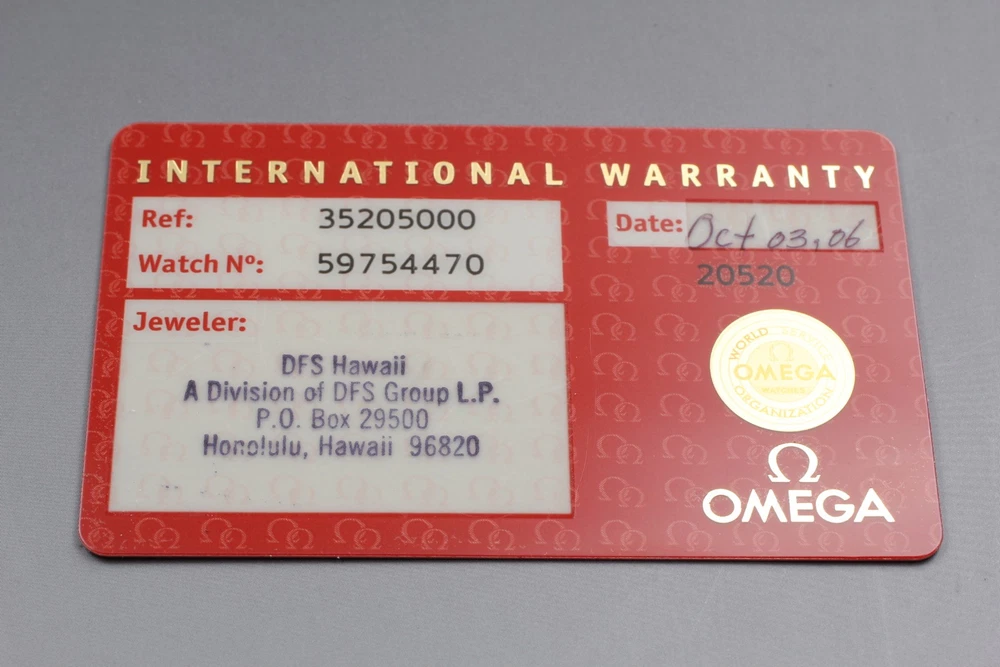 INTERNATIONAL WARRANTY
Ref: 35205000
Watch Nº: 59754470
Date: Oct 03, 06
20520
Jeweler:
DFS Hawaii
A Division of DFS Group L.P.
P.O. Box 29500
Honolulu, Hawaii 96820
WORLD SERVICE
OMEGA
ORGANIZATION
Ω
OMEGA